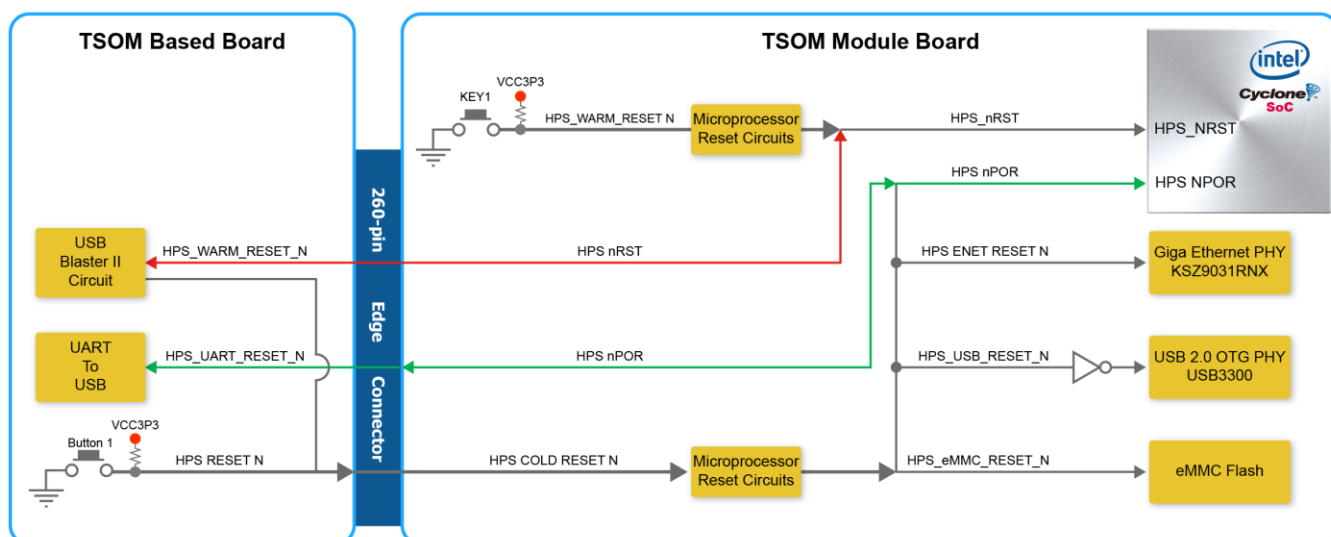 TSOM Based Board
TSOM Module Board
intel
Cyclone
SoC
VCC3P3
KEY1
HPS_WARM_RESET N
Microprocessor
Reset Circuits
HPS_nRST
HPS_NRST
HPS nPOR
HPS NPOR
260-pin Edge Connector
USB
Blaster II
Circuit
HPS_WARM_RESET_N
HPS nRST
HPS ENET RESET N
Giga Ethernet PHY
KSZ9031RNX
UART
To
USB
HPS_UART_RESET_N
HPS nPOR
HPS_USB_RESET_N
USB 2.0 OTG PHY
USB3300
VCC3P3
Button 1
HPS RESET N
HPS COLD RESET N
Microprocessor
Reset Circuits
HPS_eMMC_RESET_N
eMMC Flash